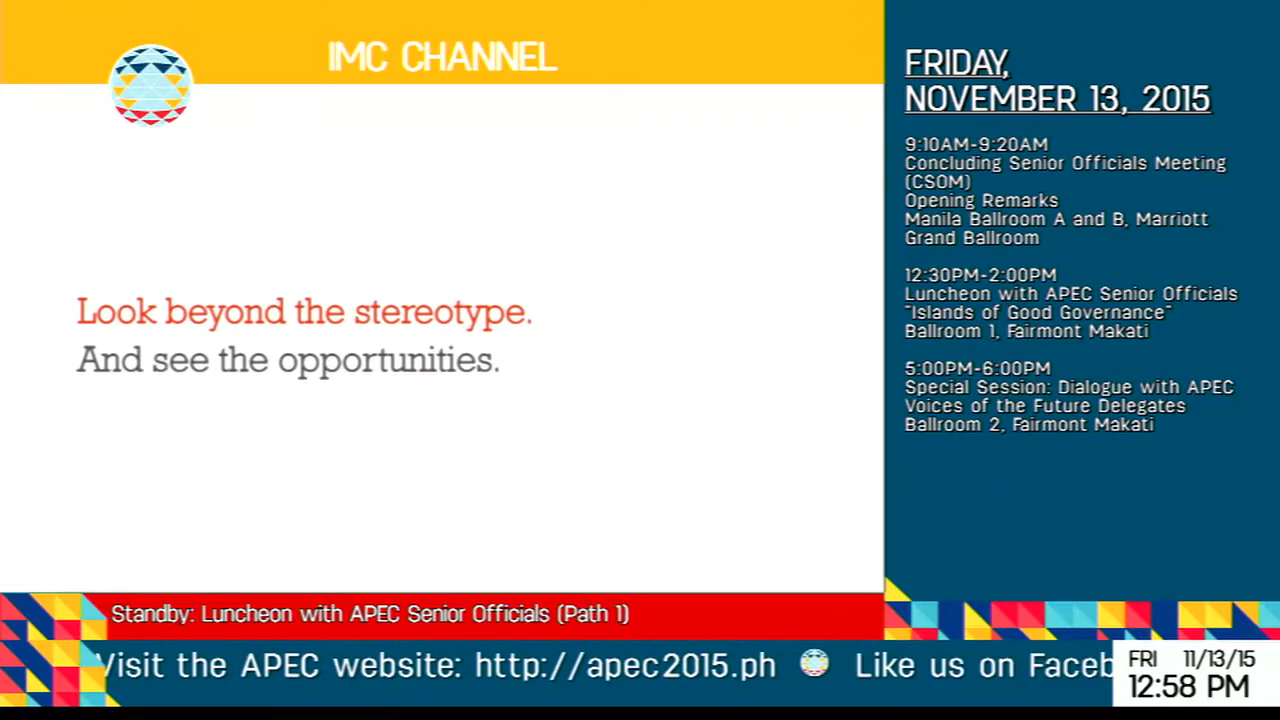 IMC CHANNEL
Look beyond the stereotype.
And see the opportunities.
FRIDAY,
NOVEMBER 13, 2015
9:10AM-9:20AM
Concluding Senior Officials Meeting
(CSOM)
Opening Remarks
Manila Ballroom A and B, Marriott
Grand Ballroom
12:30PM-2:00PM
Luncheon with APEC Senior Officials
"Islands of Good Governance"
Ballroom 1, Fairmont Makati
5:00PM-6:00PM
Special Session: Dialogue with APEC
Voices of the Future Delegates
Ballroom 2, Fairmont Makati
Standby: Luncheon with APEC Senior Officials (Path 1)
Visit the APEC website: http://apec2015.ph Like us on Faceb
FRI 11/13/15
12:58 PM